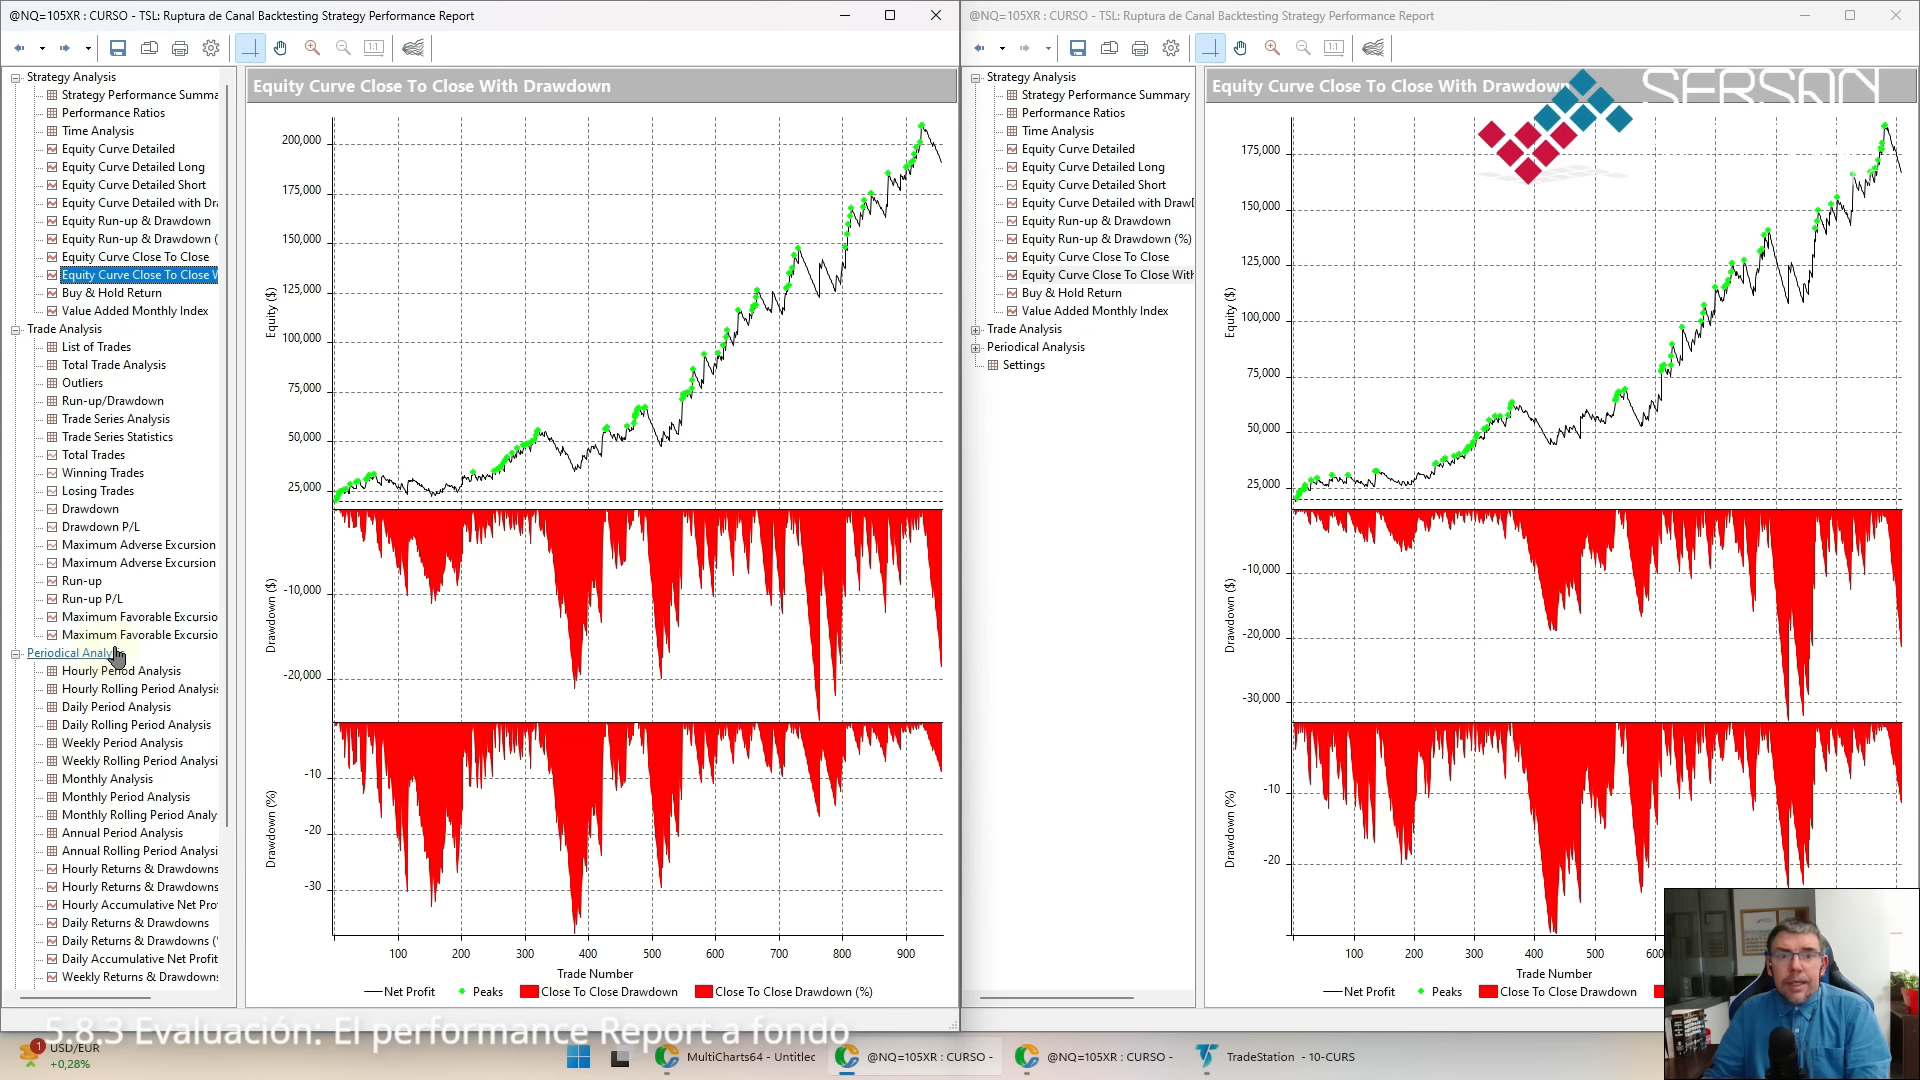 @NQ=105XR : CURSO - TSL: Ruptura de Canal Backtesting Strategy Performance Report
Strategy Analysis
Strategy Performance Summa
Performance Ratios
Time Analysis
Equity Curve Detailed
Equity Curve Detailed Long
Equity Curve Detailed Short
Equity Curve Detailed with Dra
Equity Run-up & Drawdown
Equity Run-up & Drawdown (
Equity Curve Close To Close
Equity Curve Close To Close W
Buy & Hold Return
Value Added Monthly Index
Trade Analysis
List of Trades
Total Trade Analysis
Outliers
Run-up/Drawdown
Trade Series Analysis
Trade Series Statistics
Total Trades
Winning Trades
Losing Trades
Drawdown
Drawdown P/L
Maximum Adverse Excursion
Maximum Adverse Excursion
Run-up
Run-up P/L
Maximum Favorable Excursio
Maximum Favorable Excursio
Periodical Analy
Hourly Period Analysis
Hourly Rolling Period Analysis
Daily Period Analysis
Daily Rolling Period Analysis
Weekly Period Analysis
Weekly Rolling Period Analysi
Monthly Analysis
Monthly Period Analysis
Monthly Rolling Period Analy
Annual Period Analysis
Annual Rolling Period Analysi
Hourly Returns & Drawdowns
Hourly Returns & Drawdowns
Hourly Accumulative Net Pro
Daily Returns & Drawdowns
Daily Returns & Drawdowns (
Daily Accumulative Net Profit
Weekly Returns & Drawdowns
Equity Curve Close To Close With Drawdown
200,000
175,000
150,000
125,000
100,000
75,000
50,000
25,000
Equity ($)
-10,000
-20,000
Drawdown ($)
-10
-20
-30
Drawdown (%)
100 200 300 400 500 600 700 800 900
Trade Number
Net Profit Peaks Close To Close Drawdown Close To Close Drawdown (%)
@NQ=105XR : CURSO - TSL: Ruptura de Canal Backtesting Strategy Performance Report
Strategy Analysis
Strategy Performance Summary
Performance Ratios
Time Analysis
Equity Curve Detailed
Equity Curve Detailed Long
Equity Curve Detailed Short
Equity Curve Detailed with Draw
Equity Run-up & Drawdown
Equity Run-up & Drawdown (%)
Equity Curve Close To Close
Equity Curve Close To Close With
Buy & Hold Return
Value Added Monthly Index
Trade Analysis
Periodical Analysis
Settings
Equity Curve Close To Close With Drawdown
SERSAN
175,000
150,000
125,000
100,000
75,000
50,000
25,000
Equity ($)
-10,000
-20,000
-30,000
Drawdown ($)
-10
-20
Drawdown (%)
100 200 300 400 500 600
Trade Number
Net Profit Peaks Close To Close Drawdown
5.8.3 Evaluación: El performance Report a fondo
1
USD/EUR
+0,28%
MultiCharts64 - Untitlec
@NQ=105XR : CURSO -
@NQ=105XR : CURSO -
TradeStation - 10-CURS